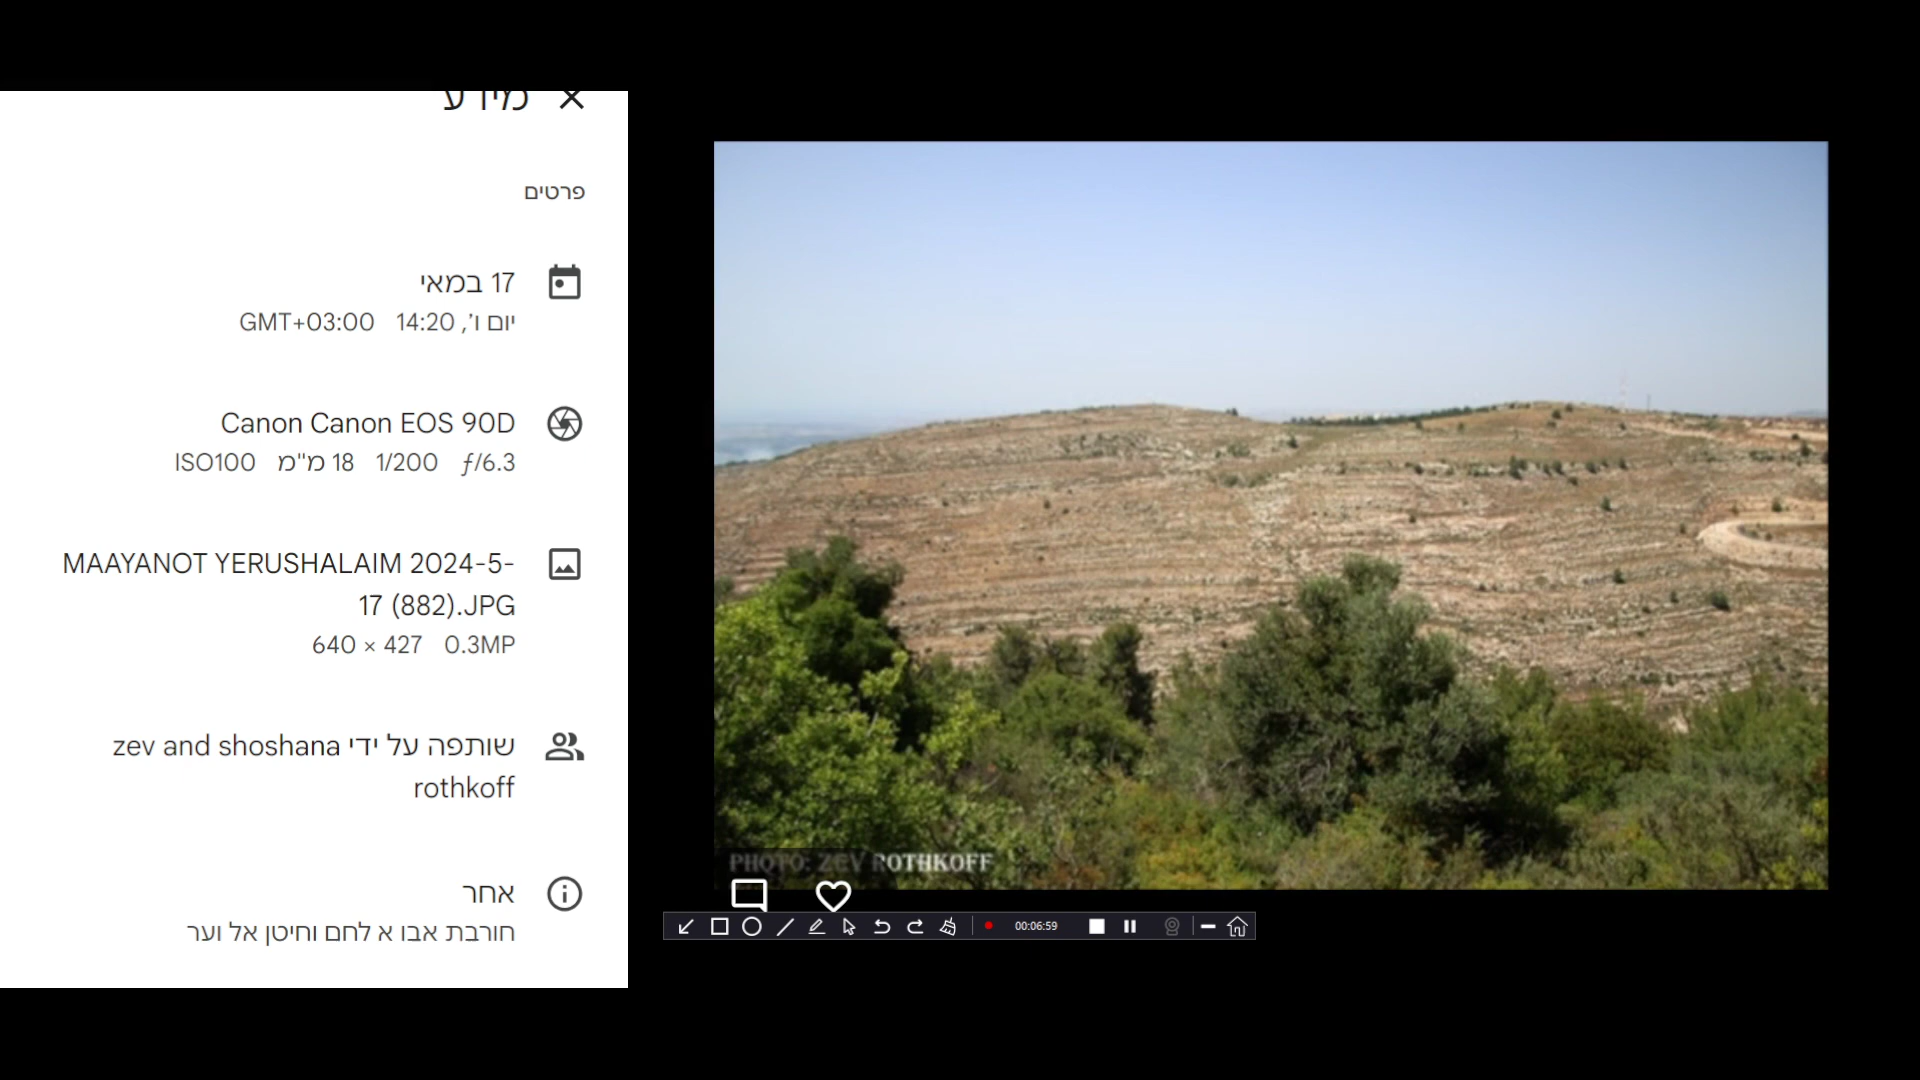 מידע
פרטים
17 במאי
יום ו', 14:20 GMT+03:00
Canon Canon EOS 90D
ƒ/6.3 1/200 18 מ"מ ISO100
MAAYANOT YERUSHALAIM 2024-5-
17 (882).JPG
640 × 427 0.3MP
שותפה על ידי zev and shoshana
rothkoff
אחר
חורבת אבו א לחם וחיטן אל וער
PHOTO: ZEV ROTHKOFF
00:06:59